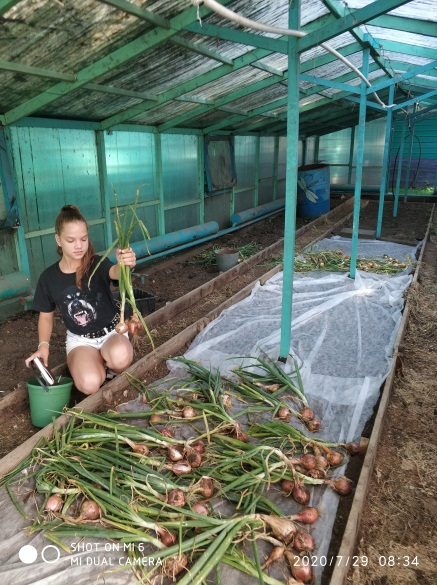 SHOT ON MI 6
MI DUAL CAMERA
2020/7/29 08:34